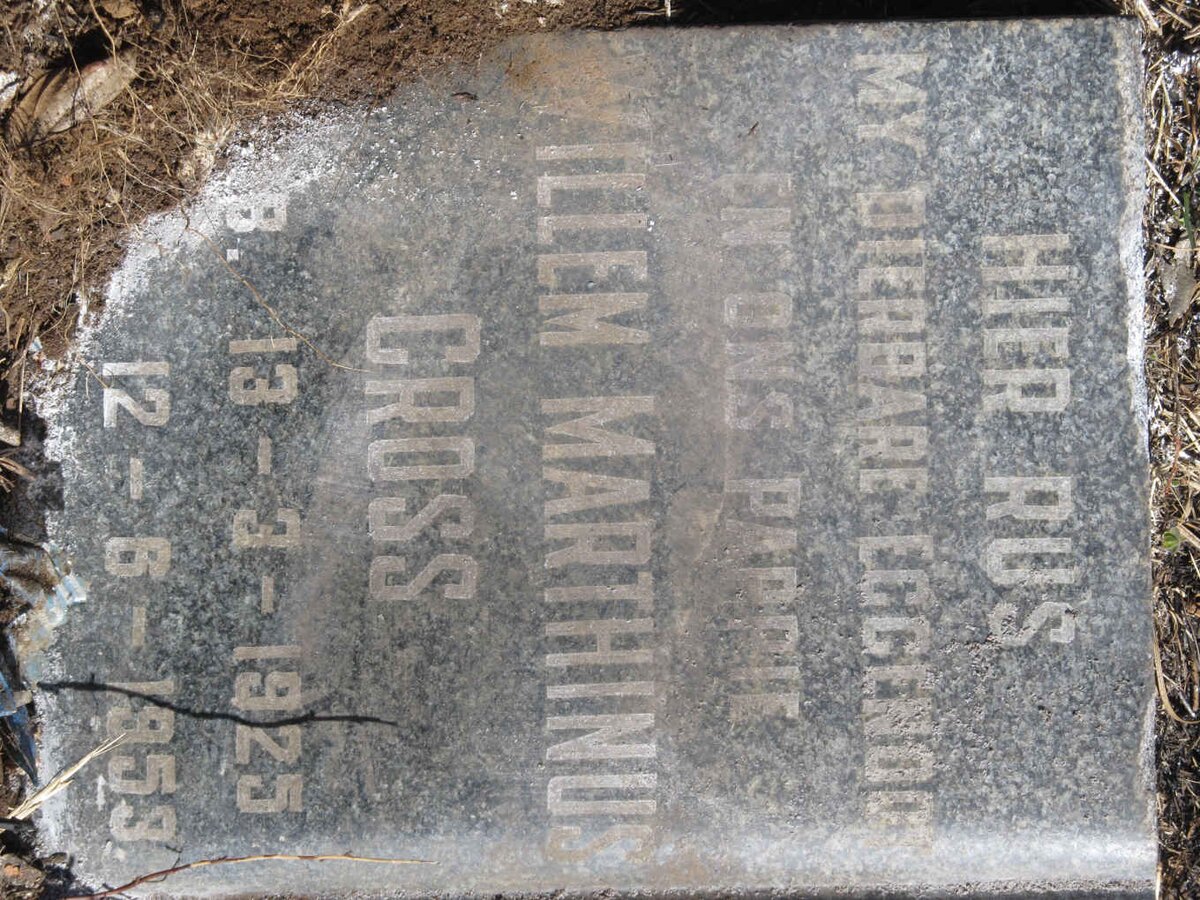 HIER RUS
MY DIERBARE EGGENOOT
EN ONS PAPPIE
WILLEM MARTHINUS
CROSS
B. 13-3-1925
12-6-1953